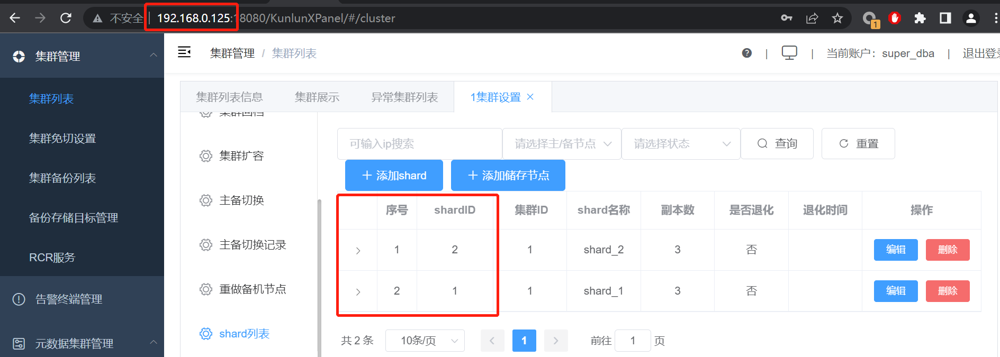 不安全 192.168.0.125:18080/KunlunXPanel/#/cluster
1
集群管理
集群列表
集群免切设置
集群备份列表
备份存储目标管理
RCR服务
告警终端管理
元数据集群管理
集群管理 / 集群列表
当前账户：super_dba
退出登录
集群列表信息 集群展示 异常集群列表 1集群设置
集群回档
集群扩容
主备切换
主备切换记录
重做备机节点
shard列表
可输入ip搜索 请选择主/备节点 请选择状态 查询 重置
添加shard 添加储存节点
序号 shardID 集群ID shard名称 副本数 是否退化 退化时间 操作
1 2 1 shard_2 3 否 编辑 删除
2 1 1 shard_1 3 否 编辑 删除
共 2 条 10条/页 1 前往 1 页